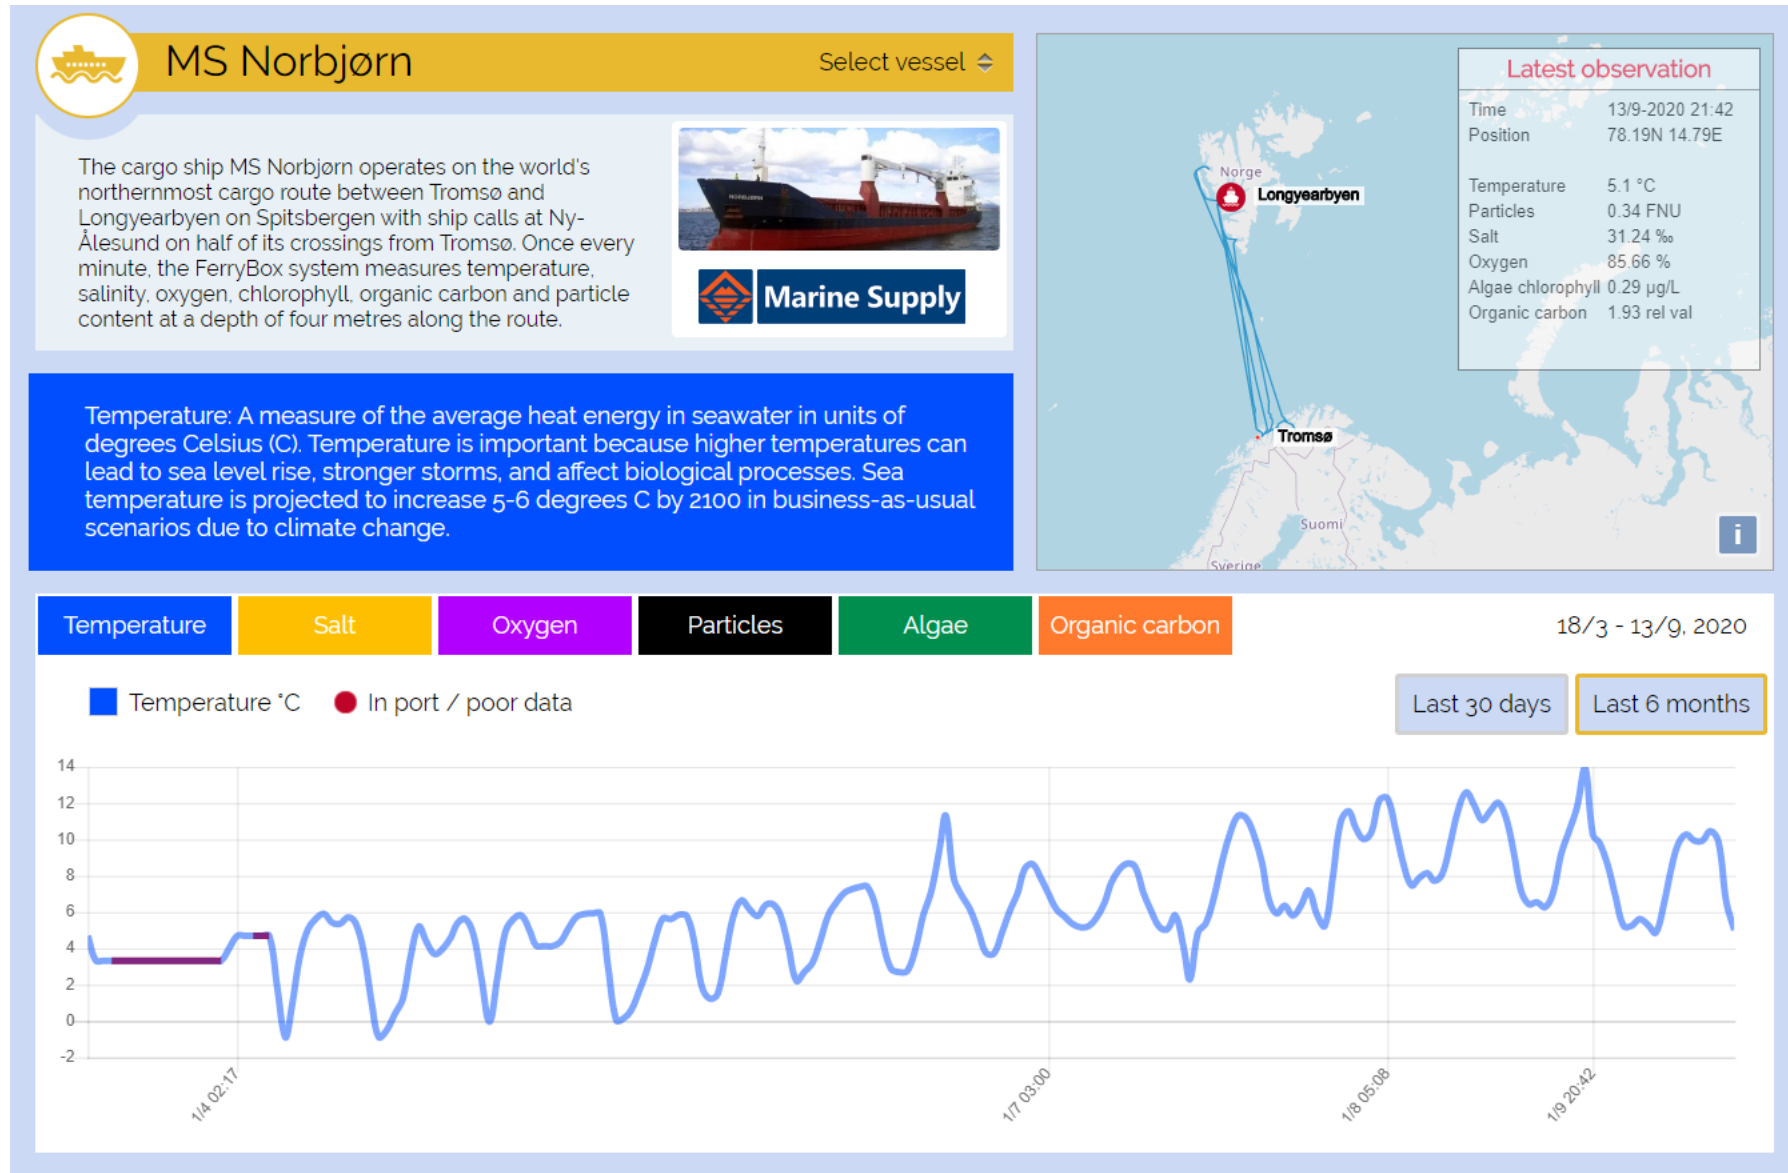 MS Norbjørn
Select vessel
The cargo ship MS Norbjørn operates on the world's
northernmost cargo route between Tromsø and
Longyearbyen on Spitsbergen with ship calls at Ny-
Ålesund on half of its crossings from Tromsø. Once every
minute, the FerryBox system measures temperature,
salinity, oxygen, chlorophyll, organic carbon and particle
content at a depth of four metres along the route.
Marine Supply
Temperature: A measure of the average heat energy in seawater in units of
degrees Celsius (C). Temperature is important because higher temperatures can
lead to sea level rise, stronger storms, and affect biological processes. Sea
temperature is projected to increase 5-6 degrees C by 2100 in business-as-usual
scenarios due to climate change.
Norge
Longyearbyen
Tromsø
Suomi
Sverige
Latest observation
Time 13/9-2020 21:42
Position 78.19N 14.79E
Temperature 5.1 °C
Particles 0.34 FNU
Salt 31.24 ‰
Oxygen 85.66 %
Algae chlorophyll 0.29 µg/L
Organic carbon 1.93 rel val
i
Temperature Salt Oxygen Particles Algae Organic carbon
18/3 - 13/9, 2020
Temperature °C In port / poor data
Last 30 days Last 6 months
14
12
10
8
6
4
2
0
-2
1/4 02:17
1/7 03:00
1/8 05:08
1/9 20:42